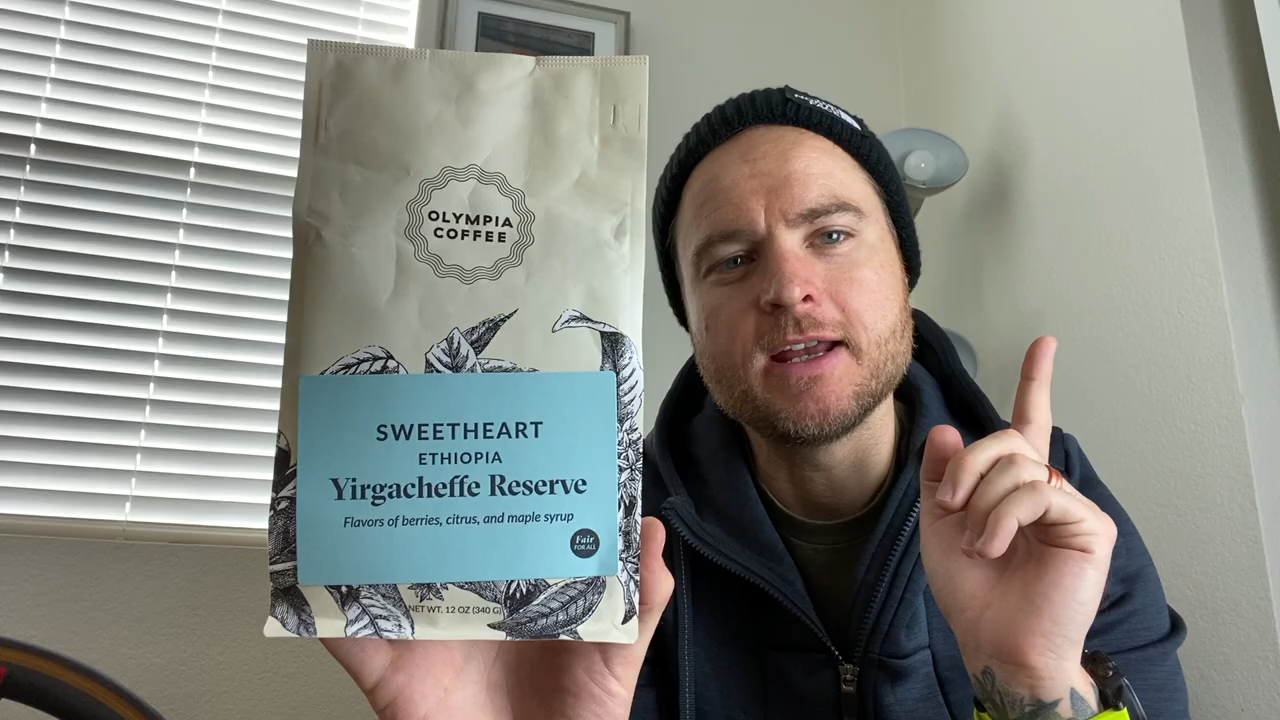 OLYMPIA
COFFEE
SWEETHEART
ETHIOPIA
Yirgacheffe Reserve
Flavors of berries, citrus, and maple syrup
Fair
FOR ALL
NET WT. 12 OZ (340 G)